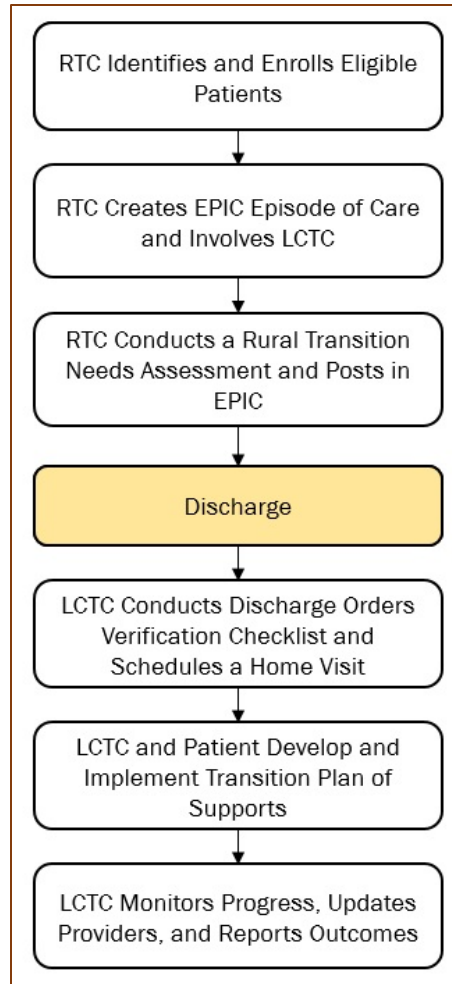 RTC Identifies and Enrolls Eligible
Patients
RTC Creates EPIC Episode of Care
and Involves LCTC
RTC Conducts a Rural Transition
Needs Assessment and Posts in
EPIC
Discharge
LCTC Conducts Discharge Orders
Verification Checklist and
Schedules a Home Visit
LCTC and Patient Develop and
Implement Transition Plan of
Supports
LCTC Monitors Progress, Updates
Providers, and Reports Outcomes